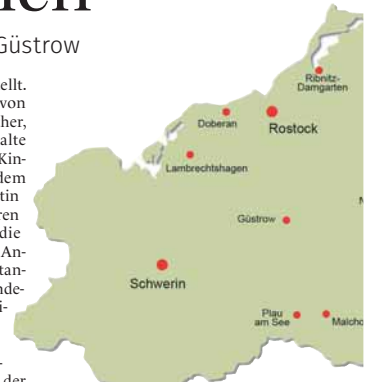 Güstrow
ellt.
von
her,
alte
Kin-
dem
tin
ren
die
An-
tan-
nde-
i-
-
der
Ribnitz-
Damgarten
Doberan
Rostock
Lambrechtshagen
Güstrow
Schwerin
Plau
am See
Malcho